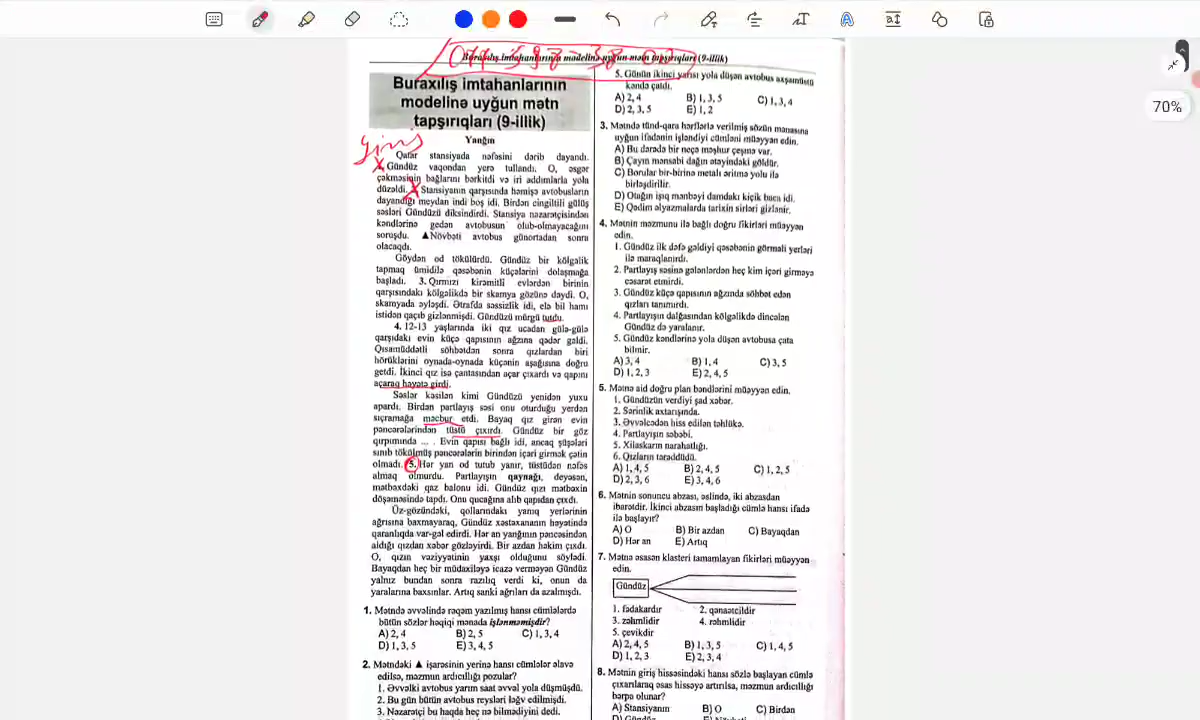 70%
Buraxılış imtahanlarının modelinə uyğun mətn tapşırıqları (9-illik)
Buraxılış imtahanlarının
modelinə uyğun mətn
tapşırıqları (9-illik)
Yanğın
giriş
Qatar stansiyada nəfəsini dərib dayandı.
Gündüz vaqondan yerə tullandı. O, əsgər
çəkməsinin bağlarını bərkitdi və iri addımlarla yola
düzəldi. Stansiyanın qarşısında həmişə avtobusların
dayandığı meydan indi boş idi. Birdən cingiltili gülüş
səsləri Gündüzü diksindirdi. Stansiya nəzarətçisindən
kəndlərinə gedən avtobusun olub-olmayacağını
soruşdu. ▲Növbəti avtobus günortadan sonra
olacaqdı.
Göydən od tökülürdü. Gündüz bir kölgəlik
tapmaq ümidilə qəsəbənin küçələrini dolaşmağa
başladı. 3. Qırmızı kirəmitli evlərdən birinin
qarşısındakı kölgəlikdə bir skamya gözünə dəydi. O,
skamyada əyləşdi. Ətrafda səssizlik idi, elə bil hamı
istidən qaçıb gizlənmişdi. Gündüzü mürgü tutdu.
4. 12-13 yaşlarında iki qız ucadan gülə-gülə
qarşıdakı evin küçə qapısının ağzına qədər gəldi.
Qısamüddətli söhbətdən sonra qızlardan biri
hörüklərini oynada-oynada küçənin aşağısına doğru
getdi. İkinci qız isə çantasından açar çıxardı və qapını
açaraq həyətə girdi.
Səslər kəsilən kimi Gündüzü yenidən yuxu
apardı. Birdən partlayış səsi onu oturduğu yerdən
sıçramağa məcbur etdi. Bayaq qız girən evin
pəncərələrindən tüstü çıxırdı. Gündüz bir göz
qırpımında ... . Evin qapısı bağlı idi, ancaq şüşələri
sınıb tökülmüş pəncərələrin birindən içəri girmək çətin
olmadı. 5. Hər yan od tutub yanır, tüstüdən nəfəs
almaq olmurdu. Partlayışın qaynağı, deyəsən,
mətbəxdəki qaz balonu idi. Gündüz qızı mətbəxin
döşəməsində tapdı. Onu qucağına alıb qapıdan çıxdı.
Üz-gözündəki, qollarındakı yanıq yerlərinin
ağrısına baxmayaraq, Gündüz xəstəxananın həyətində
qaranlıqda var-gəl edirdi. Hər an yanğının pəncəsindən
aldığı qızdan xəbər gözləyirdi. Bir azdan həkim çıxdı.
O, qızın vəziyyətinin yaxşı olduğunu söylədi.
Bayaqdan heç bir müdaxiləyə icazə verməyən Gündüz
yalnız bundan sonra razılıq verdi ki, onun da
yaralarına baxsınlar. Artıq sanki ağrıları da azalmışdı.
1. Mətndə əvvəlində rəqəm yazılmış hansı cümlələrdə
bütün sözlər həqiqi mənada işlənməmişdir?
A) 2, 4 B) 2, 5 C) 1, 3, 4
D) 1, 3, 5 E) 3, 4, 5
2. Mətndəki ▲ işarəsinin yerinə hansı cümlələr əlavə
edilsə, məzmun ardıcıllığı pozular?
1. Əvvəlki avtobus yarım saat əvvəl yola düşmüşdü.
2. Bu gün bütün avtobus reysləri ləğv edilmişdi.
3. Nəzarətçi bu haqda heç nə bilmədiyini dedi.
5. Günün ikinci yarısı yola düşən avtobus axşamüstü
kəndə çatdı.
A) 2, 4 B) 1, 3, 5 C) 1, 3, 4
D) 2, 3, 5 E) 1, 2
3. Mətndə tünd-qara hərflərlə verilmiş sözün mənasına
uyğun ifadənin işləndiyi cümləni müəyyən edin.
A) Bu dərədə bir neçə məşhur çeşmə var.
B) Çayın mənsəbi dağın ətəyindəki göldür.
C) Borular bir-birinə metalı əritmə yolu ilə
birləşdirilir.
D) Otağın işıq mənbəyi damdakı kiçik baca idi.
E) Qədim əlyazmalarda tarixin sirləri gizlənir.
4. Mətnin məzmunu ilə bağlı doğru fikirləri müəyyən
edin.
1. Gündüz ilk dəfə gəldiyi qəsəbənin görməli yerləri
ilə maraqlanırdı.
2. Partlayış səsinə gələnlərdən heç kim içəri girməyə
cəsarət etmirdi.
3. Gündüz küçə qapısının ağzında söhbət edən
qızları tanımırdı.
4. Partlayışın dalğasından kölgəlikdə dincələn
Gündüz də yaralanır.
5. Gündüz kəndlərinə yola düşən avtobusa çata
bilmir.
A) 3, 4 B) 1, 4 C) 3, 5
D) 1, 2, 3 E) 2, 4, 5
5. Mətnə aid doğru plan bəndlərini müəyyən edin.
1. Gündüzün verdiyi şad xəbər.
2. Sərinlik axtarışında.
3. Əvvəlcədən hiss edilən təhlükə.
4. Partlayışın səbəbi.
5. Xilaskarın narahatlığı.
6. Qızların tərəddüdü.
A) 1, 4, 5 B) 2, 4, 5 C) 1, 2, 5
D) 2, 3, 6 E) 3, 4, 6
6. Mətnin sonuncu abzası, əslində, iki abzasdan
ibarətdir. İkinci abzasın başladığı cümlə hansı ifadə
ilə başlayır?
A) O B) Bir azdan C) Bayaqdan
D) Hər an E) Artıq
7. Mətnə əsasən klasteri tamamlayan fikirləri müəyyən
edin.
Gündüz
1. fədakardır 2. qənaətcildir
3. zəhmlidir 4. rəhmlidir
5. çevikdir
A) 2, 4, 5 B) 1, 3, 5 C) 1, 4, 5
D) 1, 2, 3 E) 2, 3, 4
8. Mətnin giriş hissəsindəki hansı sözlə başlayan cümlə
çıxarılaraq əsas hissəyə artırılsa, məzmun ardıcıllığı
bərpa olunar?
A) Stansiyanın B) O C) Birdən